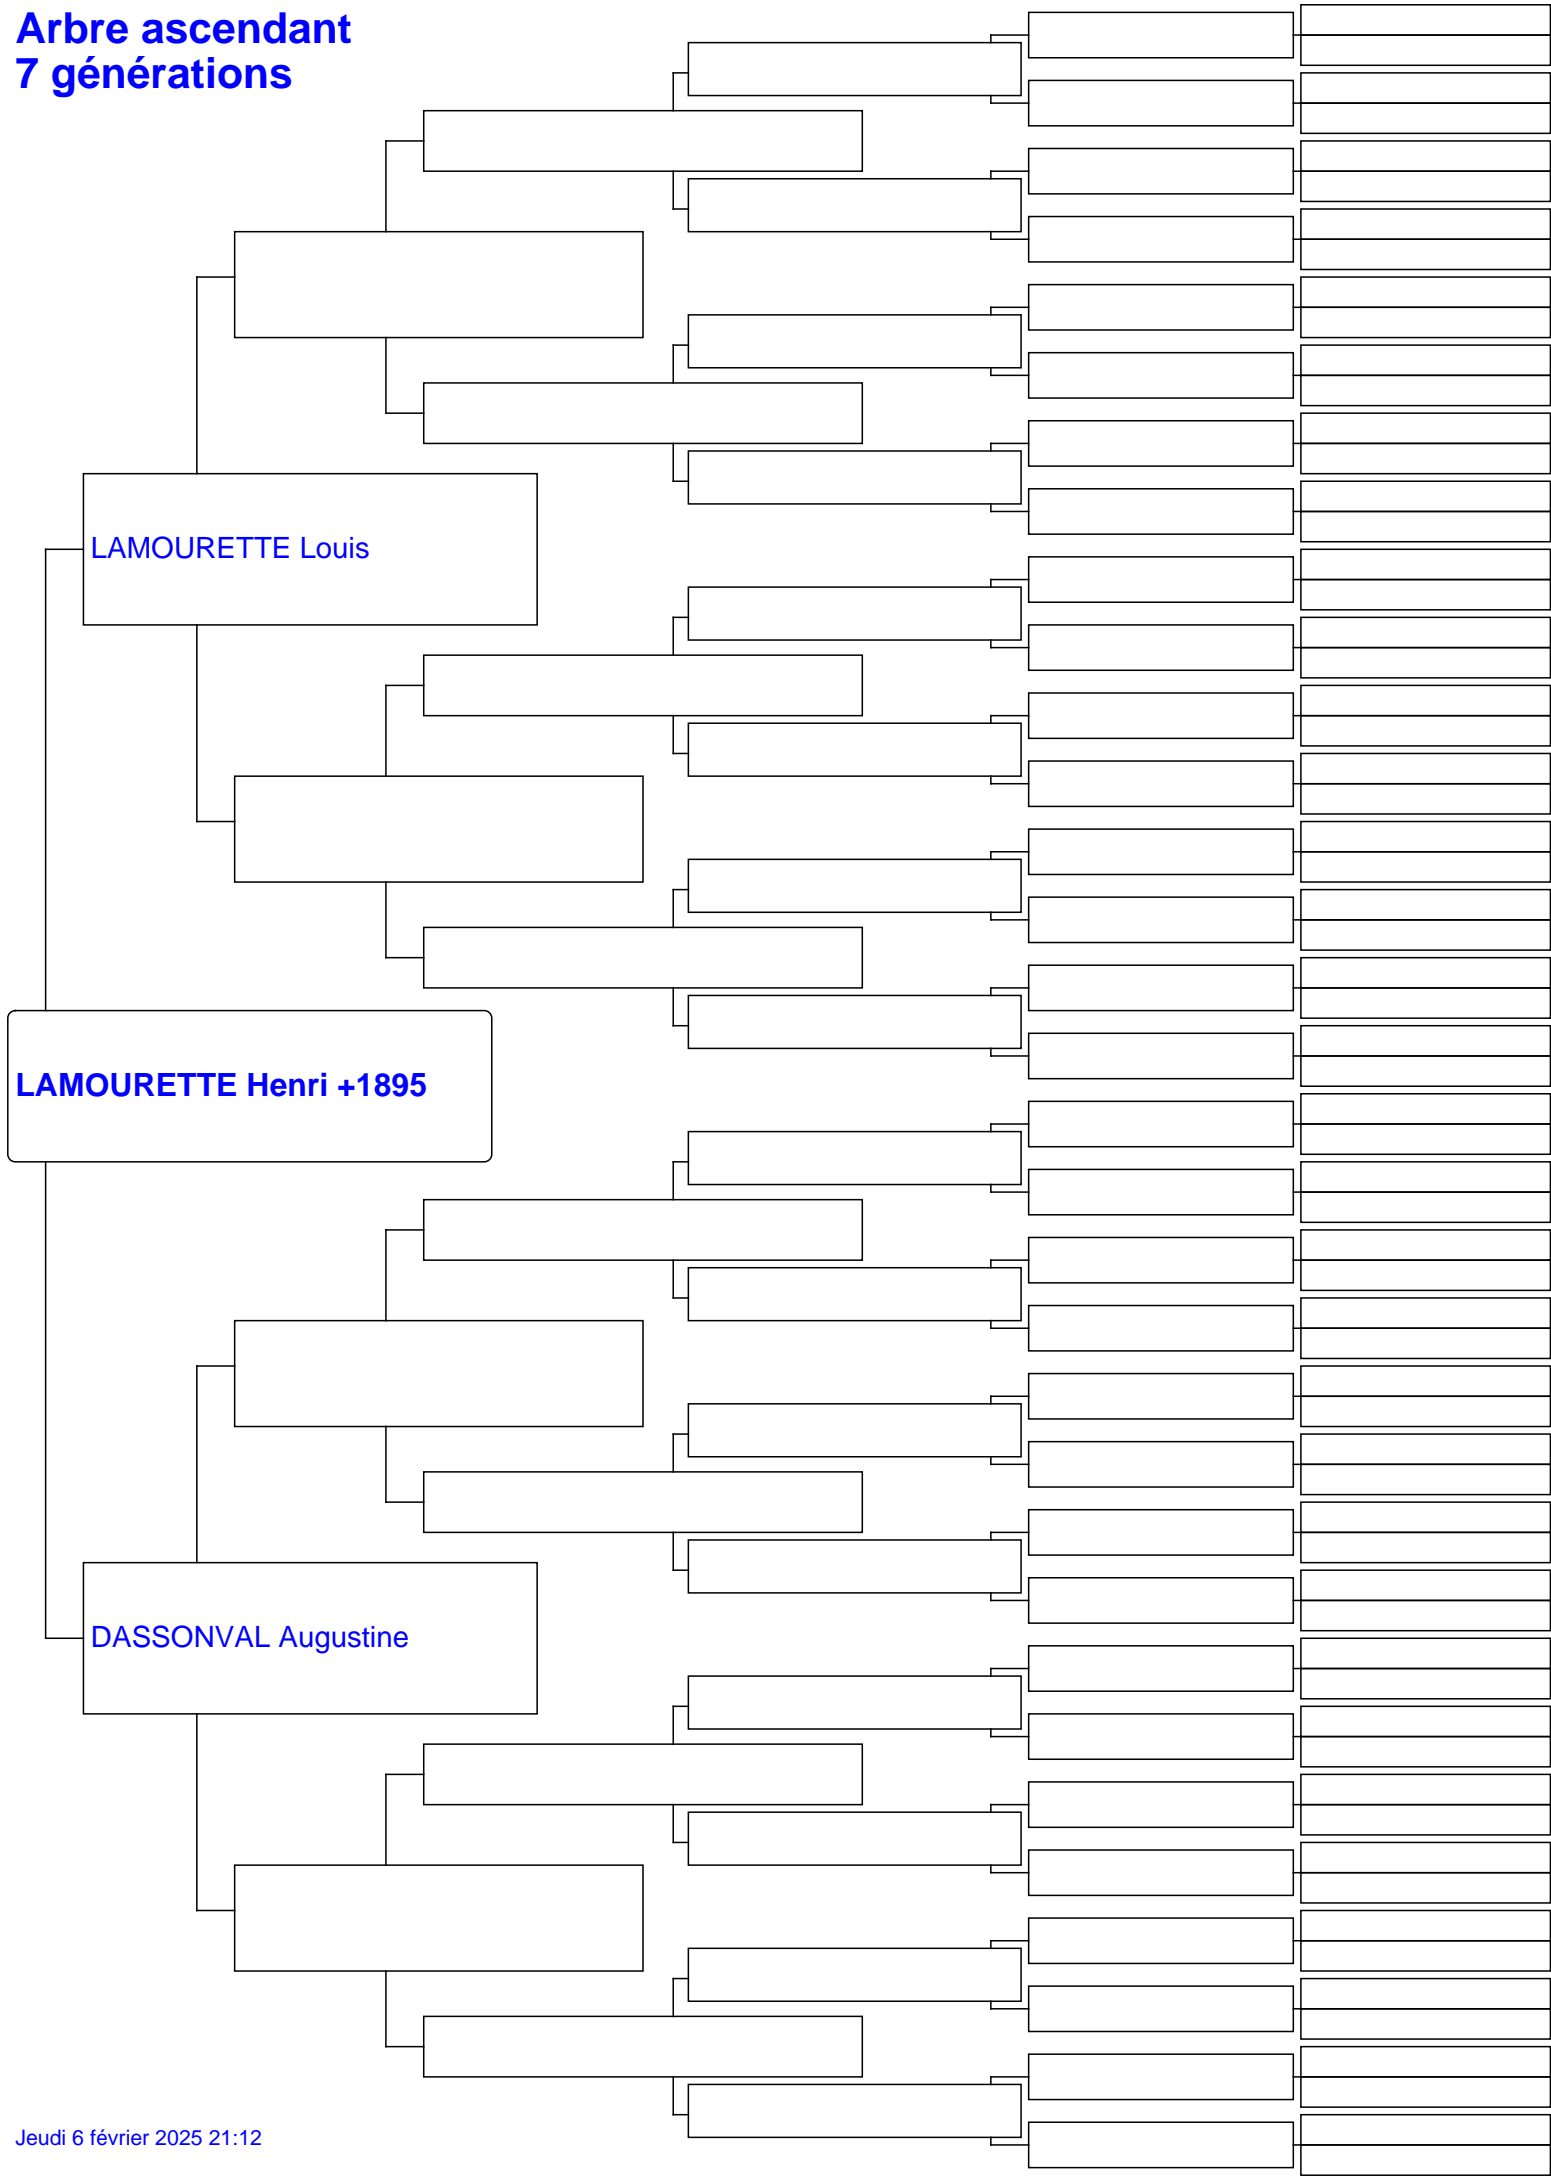 Arbre ascendant
7 générations
LAMOURETTE Louis
LAMOURETTE Henri +1895
DASSONVAL Augustine
Jeudi 6 février 2025 21:12